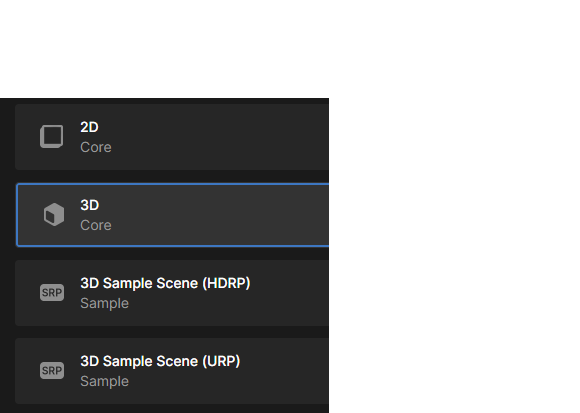 2D
Core
3D
Core
SRP
3D Sample Scene (HDRP)
Sample
SRP
3D Sample Scene (URP)
Sample